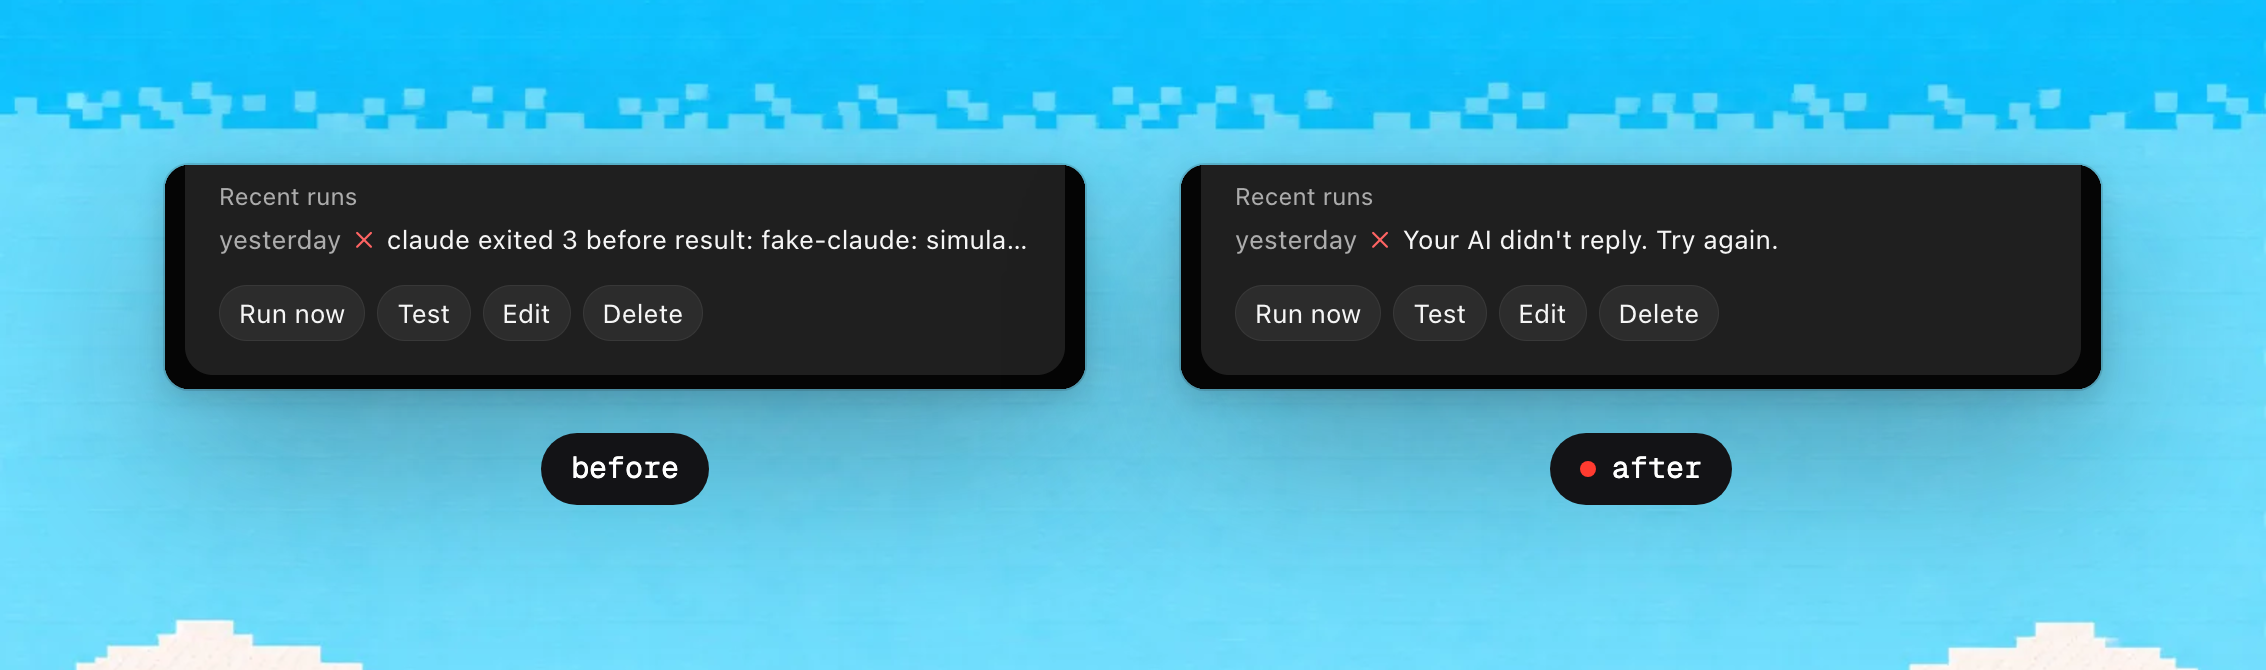 Recent runs
yesterday ✕ claude exited 3 before result: fake-claude: simula...
Run now Test Edit Delete
before
Recent runs
yesterday ✕ Your AI didn't reply. Try again.
Run now Test Edit Delete
after